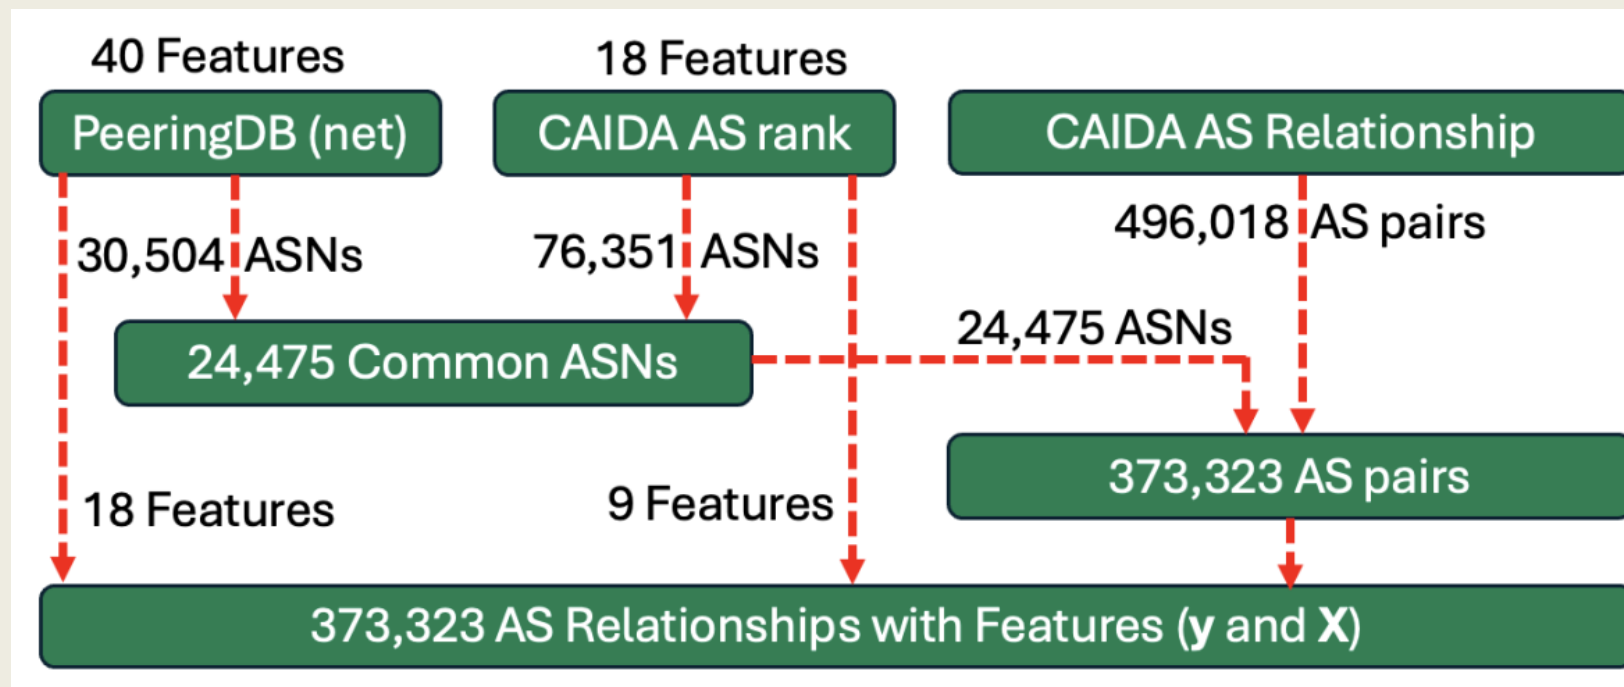 40 Features
18 Features
PeeringDB (net)
CAIDA AS rank
CAIDA AS Relationship
30,504 ASNs
76,351 ASNs
496,018 AS pairs
24,475 Common ASNs
24,475 ASNs
373,323 AS pairs
18 Features
9 Features
373,323 AS Relationships with Features (y and X)